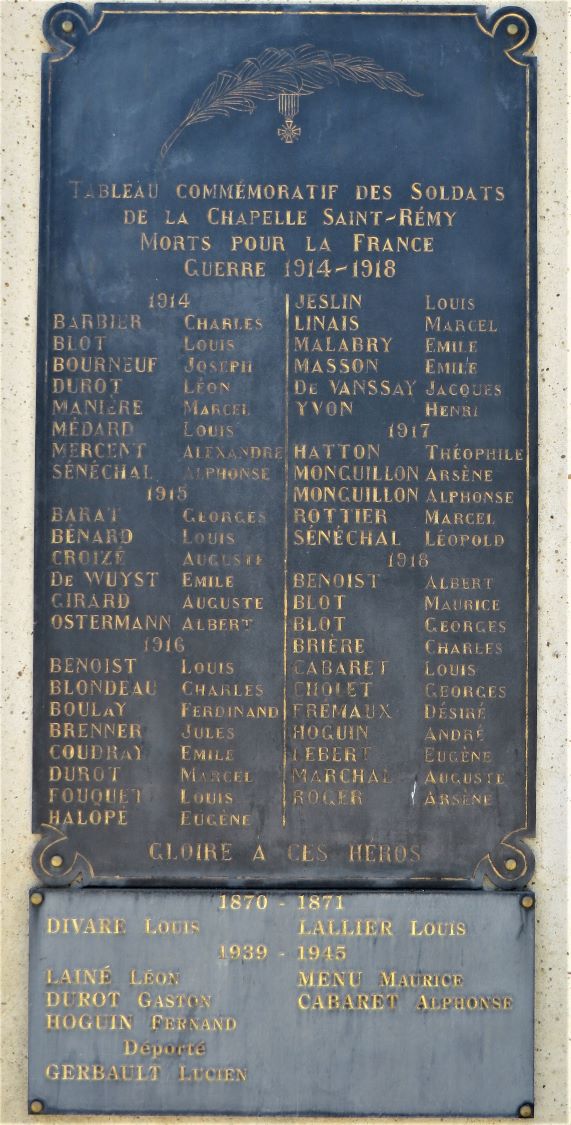 TABLEAU COMMÉMORATIF DES SOLDATS
DE LA CHAPELLE SAINT-RÉMY
MORTS POUR LA FRANCE
GUERRE 1914-1918
1914
BARBIER CHARLES
BLOT LOUIS
BOURNEUF JOSEPH
DUROT LÉON
MANIÈRE MARCEL
MÉDARD LOUIS
MERCENT ALEXANDRE
SÉNÉCHAL ALPHONSE
1915
BARAT GEORGES
BÉNARD LOUIS
CROIZÉ AUGUSTE
DE WUYST EMILE
GIRARD AUGUSTE
OSTERMANN ALBERT
1916
BENOIST LOUIS
BLONDEAU CHARLES
BOULAY FERDINAND
BRENNER JULES
COUDRAY EMILE
DUROT MARCEL
FOUQUET LOUIS
HALOPÉ EUGÈNE
JESLIN LOUIS
LINAIS MARCEL
MALABRY EMILE
MASSON EMILE
DE VANSSAY JACQUES
YVON HENRI
1917
HATTON THÉOPHILE
MONGUILLON ARSÈNE
MONGUILLON ALPHONSE
ROTTIER MARCEL
SÉNÉCHAL LÉOPOLD
1918
BENOIST ALBERT
BLOT MAURICE
BLOT GEORGES
BRIÈRE CHARLES
CABARET LOUIS
CHOLET GEORGES
FRÉMAUX DÉSIRÉ
HOGUIN ANDRÉ
LEBERT EUGÈNE
MARCHAL AUGUSTE
ROGER ARSÈNE
GLOIRE A CES HÉROS
1870 - 1871
DIVARE LOUIS LALLIER LOUIS
1939 - 1945
LAINÉ LÉON MENU MAURICE
DUROT GASTON CABARET ALPHONSE
HOGUIN FERNAND
Déporté
GERBAULT LUCIEN